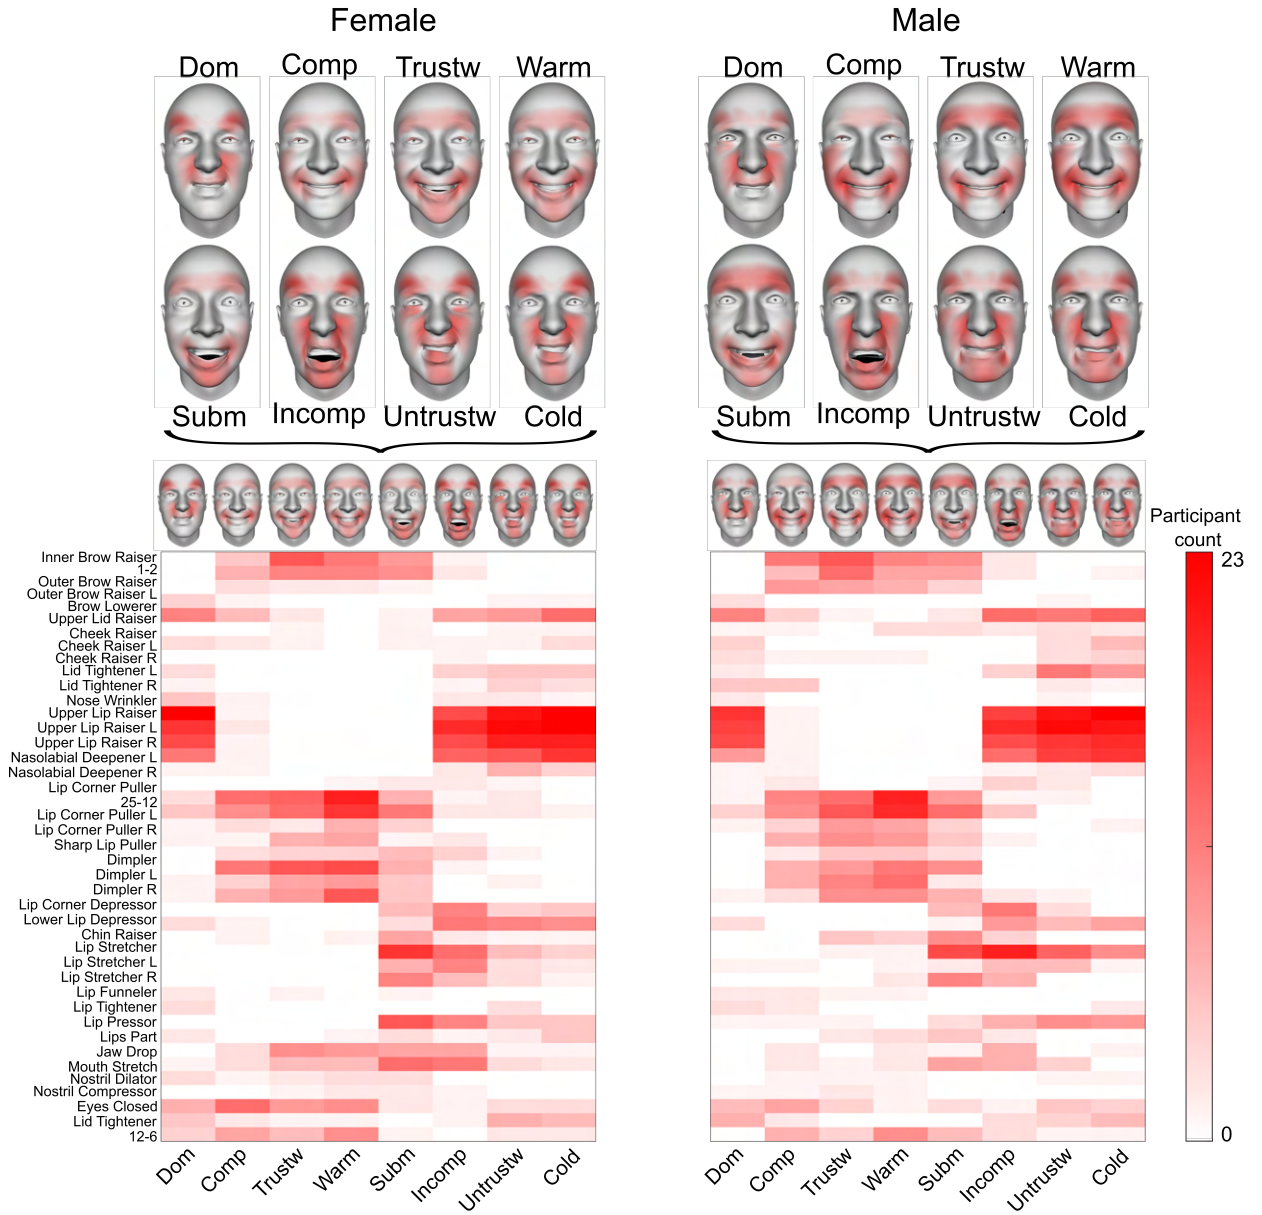 Female
Male
Dom Comp Trustw Warm
Dom Comp Trustw Warm
Subm Incomp Untrustw Cold
Subm Incomp Untrustw Cold
Participant
count
23
0
Inner Brow Raiser
1-2
Outer Brow Raiser
Outer Brow Raiser L
Brow Lowerer
Upper Lid Raiser
Cheek Raiser
Cheek Raiser L
Cheek Raiser R
Lid Tightener L
Lid Tightener R
Nose Wrinkler
Upper Lip Raiser
Upper Lip Raiser L
Upper Lip Raiser R
Nasolabial Deepener L
Nasolabial Deepener R
Lip Corner Puller
25-12
Lip Corner Puller L
Lip Corner Puller R
Sharp Lip Puller
Dimpler
Dimpler L
Dimpler R
Lip Corner Depressor
Lower Lip Depressor
Chin Raiser
Lip Stretcher
Lip Stretcher L
Lip Stretcher R
Lip Funneler
Lip Tightener
Lip Pressor
Lips Part
Jaw Drop
Mouth Stretch
Nostril Dilator
Nostril Compressor
Eyes Closed
Lid Tightener
12-6
Dom Comp Trustw Warm Subm Incomp Untrustw Cold
Dom Comp Trustw Warm Subm Incomp Untrustw Cold